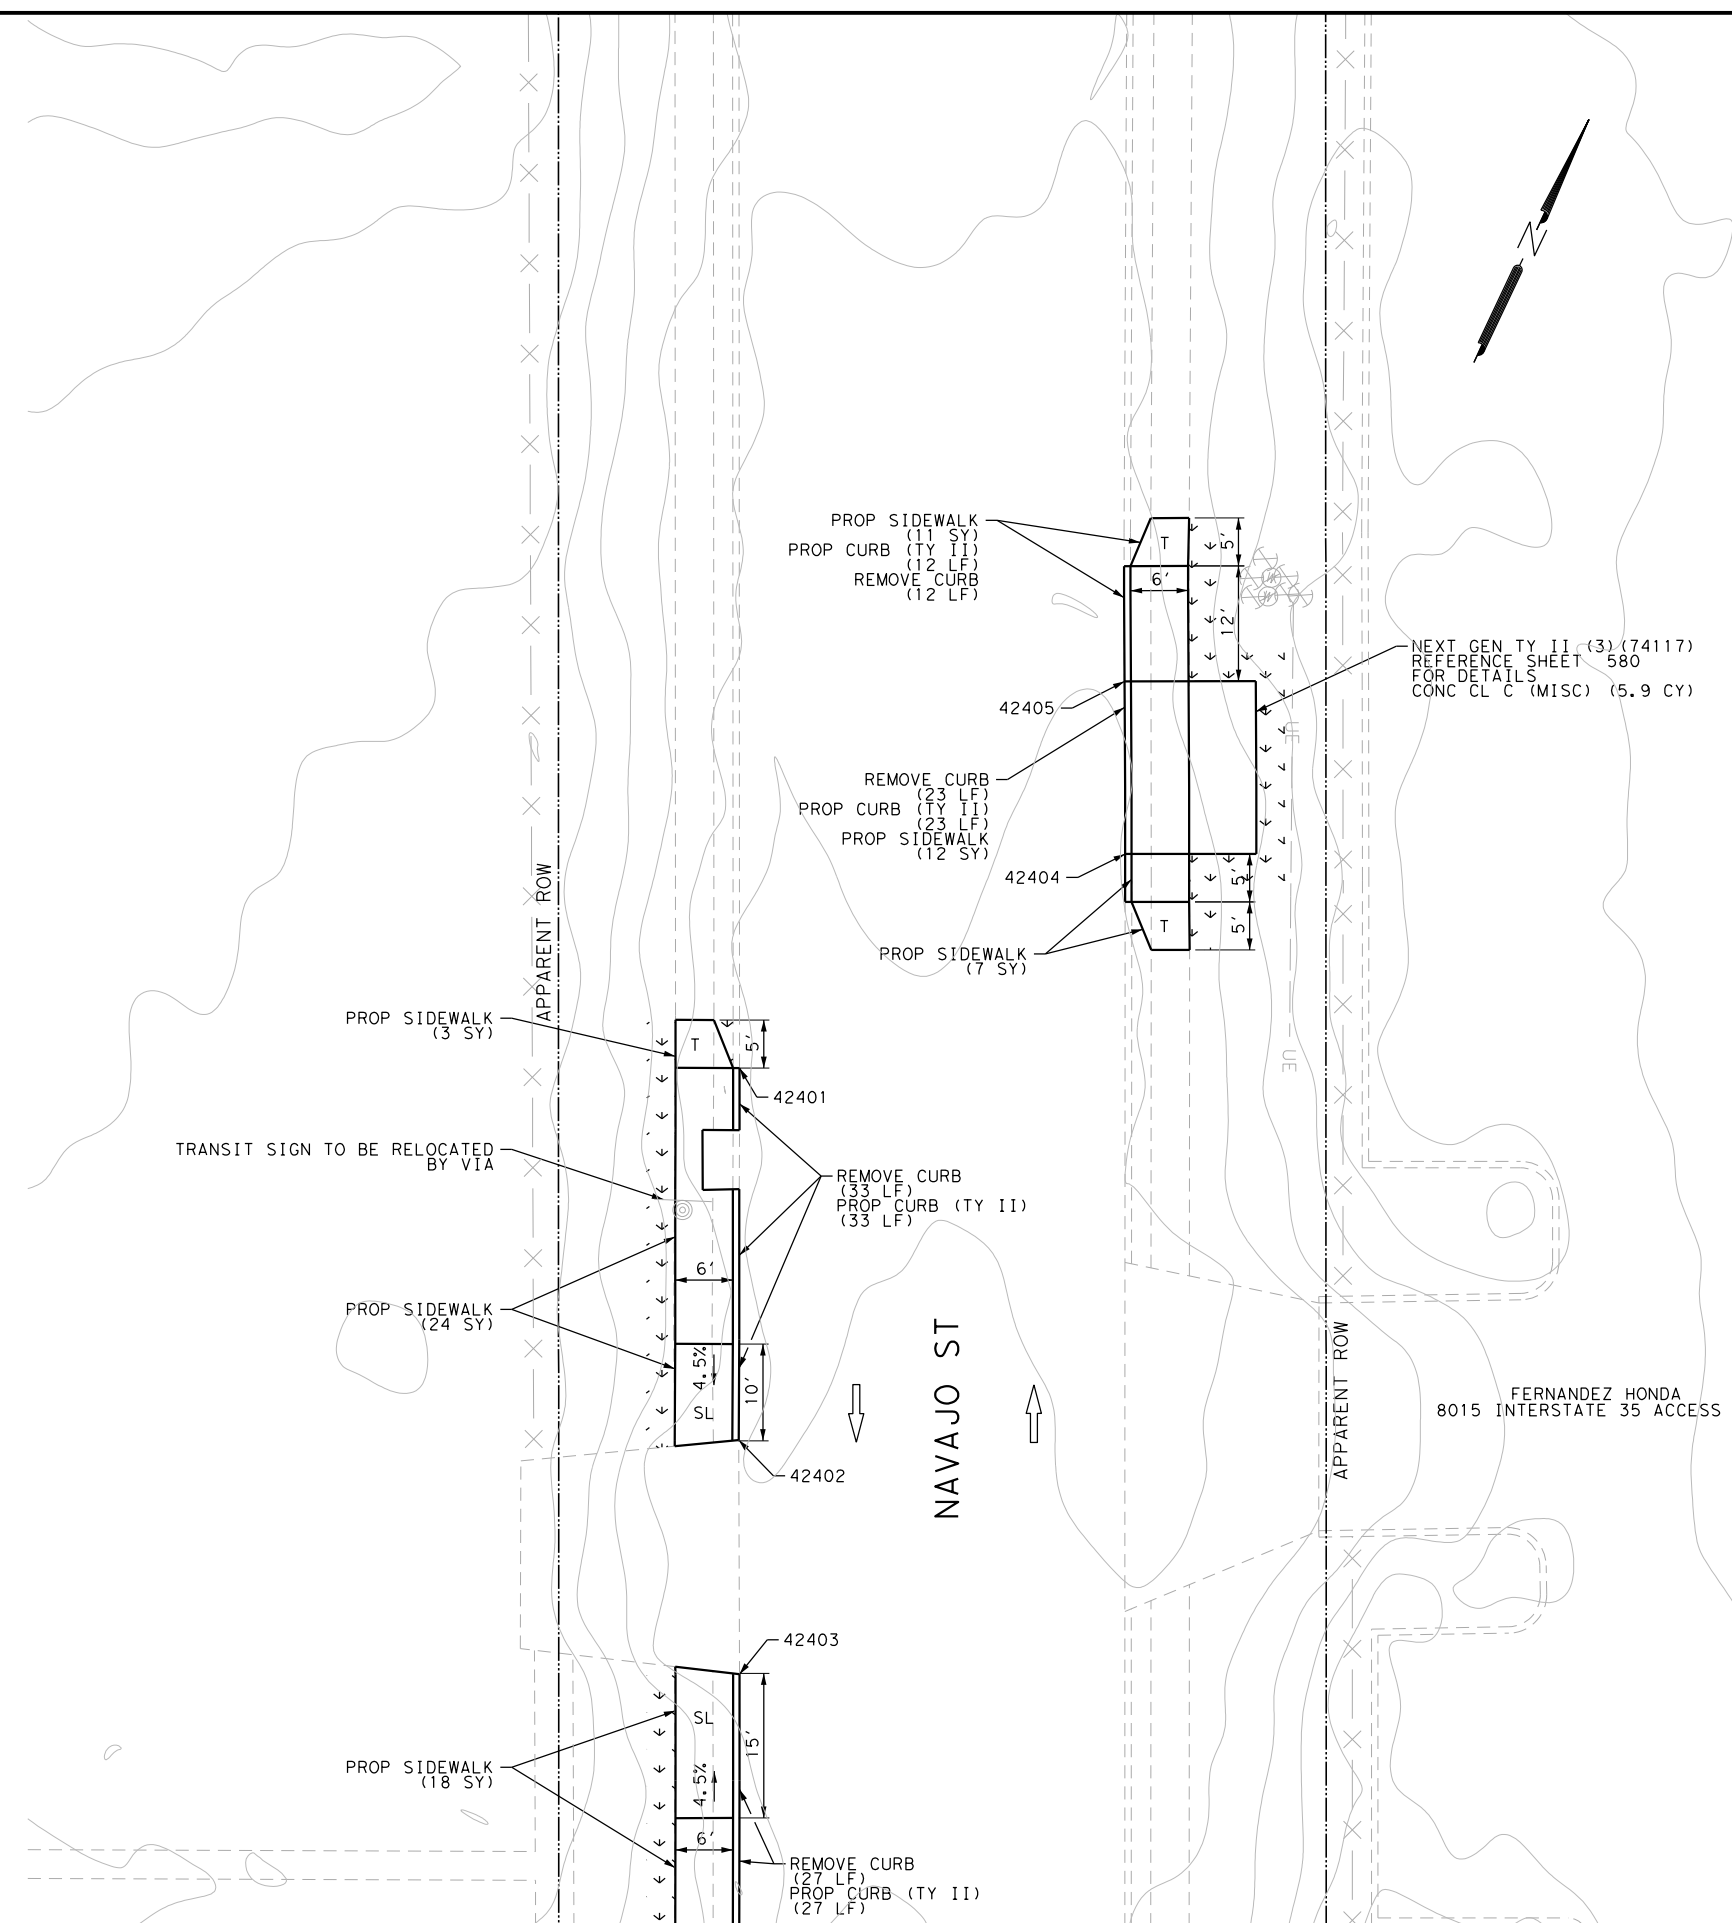 N
PROP SIDEWALK
(11 SY)
PROP CURB (TY II)
(12 LF)
REMOVE CURB
(12 LF)
T
5'
6'
12'
NEXT GEN TY II (3)(74117)
REFERENCE SHEET 580
FOR DETAILS
CONC CL C (MISC) (5.9 CY)
42405
UE
REMOVE CURB
(23 LF)
PROP CURB (TY II)
(23 LF)
PROP SIDEWALK
(12 SY)
42404
5'
T
5'
PROP SIDEWALK
(7 SY)
APPARENT ROW
PROP SIDEWALK
(3 SY)
T
5'
UE
42401
TRANSIT SIGN TO BE RELOCATED
BY VIA
REMOVE CURB
(33 LF)
PROP CURB (TY II)
(33 LF)
6'
PROP SIDEWALK
(24 SY)
4.5%
10'
SL
NAVAJO ST
APPARENT ROW
FERNANDEZ HONDA
8015 INTERSTATE 35 ACCESS
42402
42403
SL
15'
4.5%
PROP SIDEWALK
(18 SY)
6'
REMOVE CURB
(27 LF)
PROP CURB (TY II)
(27 LF)